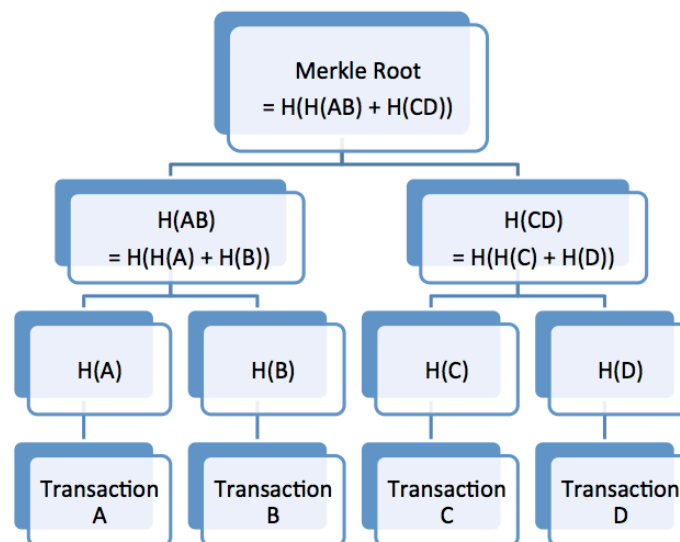 Merkle Root
= H(H(AB) + H(CD))
H(AB)
= H(H(A) + H(B))
H(CD)
= H(H(C) + H(D))
H(A)
H(B)
H(C)
H(D)
Transaction
A
Transaction
B
Transaction
C
Transaction
D